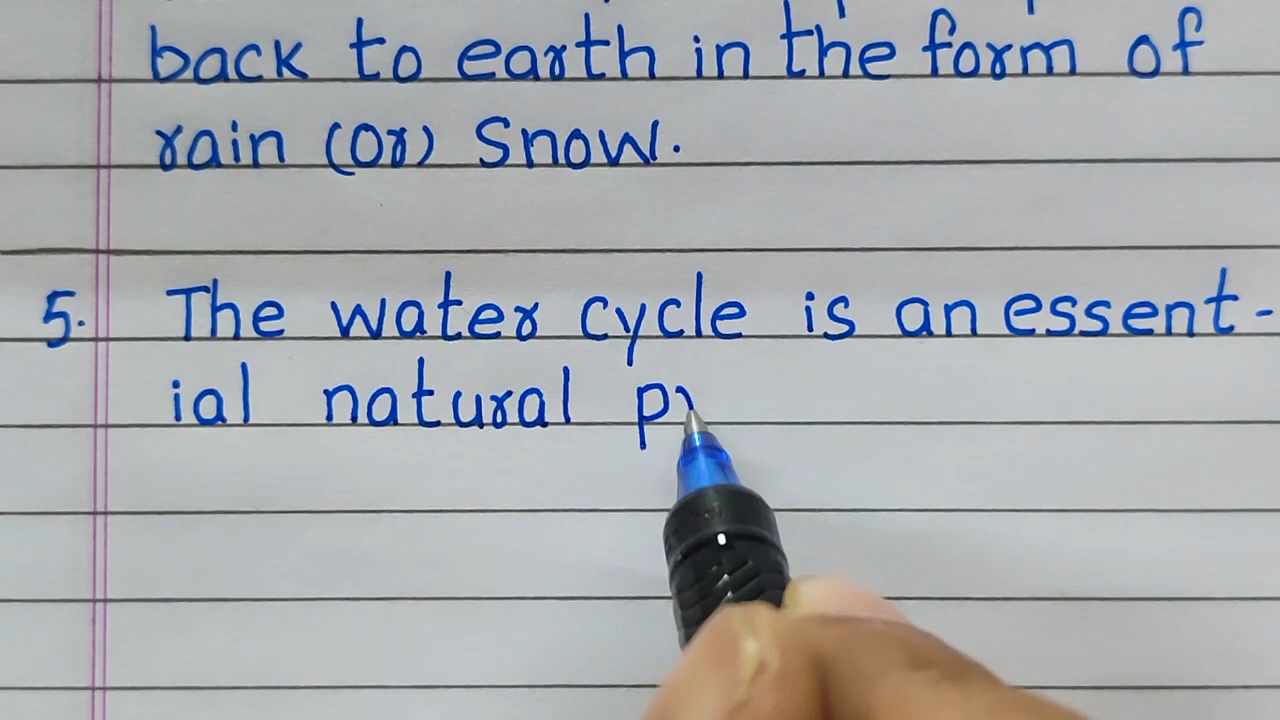 back to earth in the form of
rain (Or) Snow.
5. The water cycle is an essent-
ial natural p